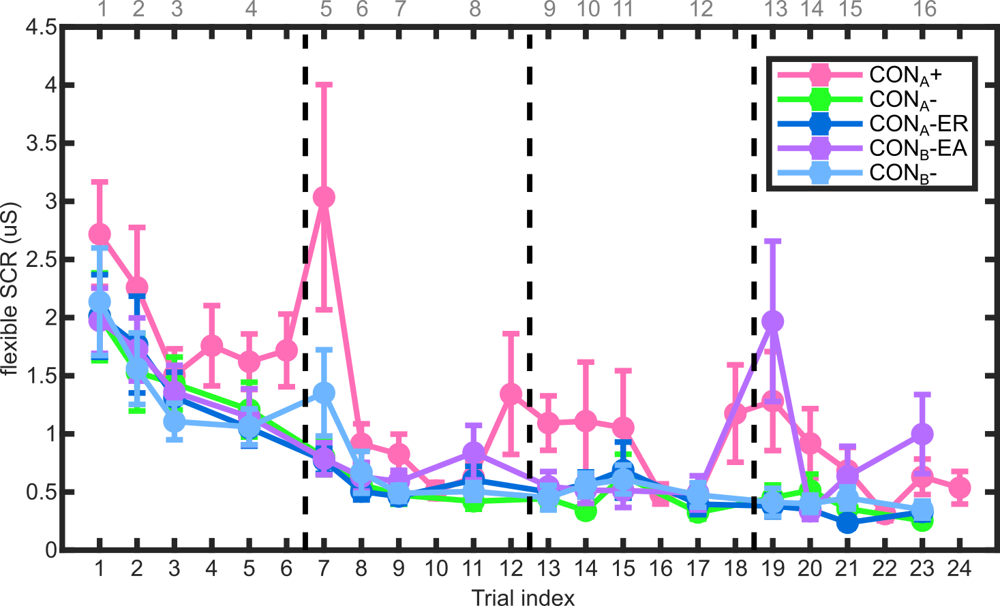 1 2 3 4 5 6 7 8 9 10 11 12 13 14 15 16
4.5
4
3.5
3
2.5
2
1.5
1
0.5
0
flexible SCR (uS)
CONA+
CONA-
CONA-ER
CONB-EA
CONB-
1 2 3 4 5 6 7 8 9 10 11 12 13 14 15 16 17 18 19 20 21 22 23 24
Trial index